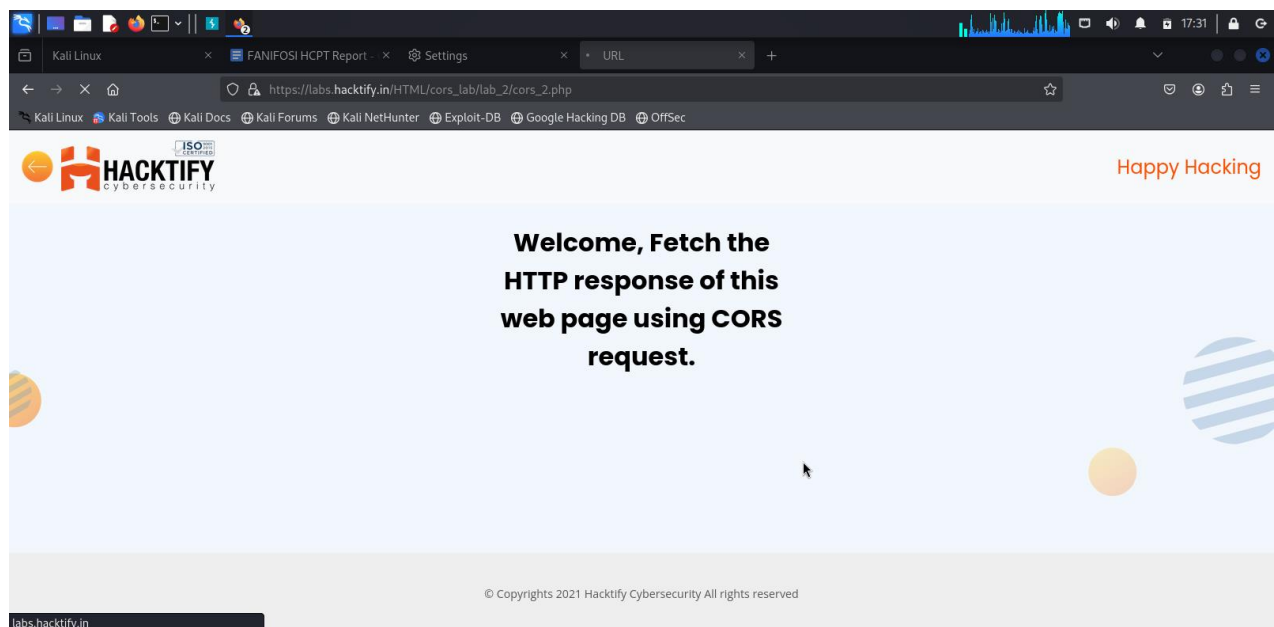 17:31
Kali Linux
FANIFOSI HCPT Report -
Settings
URL
https://labs.hacktify.in/HTML/cors_lab/lab_2/cors_2.php
Kali Linux Kali Tools Kali Docs Kali Forums Kali NetHunter Exploit-DB Google Hacking DB OffSec
ISO
CERTIFIED
HACKTIFY
cybersecurity
Happy Hacking
Welcome, Fetch the
HTTP response of this
web page using CORS
request.
© Copyrights 2021 Hacktify Cybersecurity All rights reserved
labs.hacktify.in